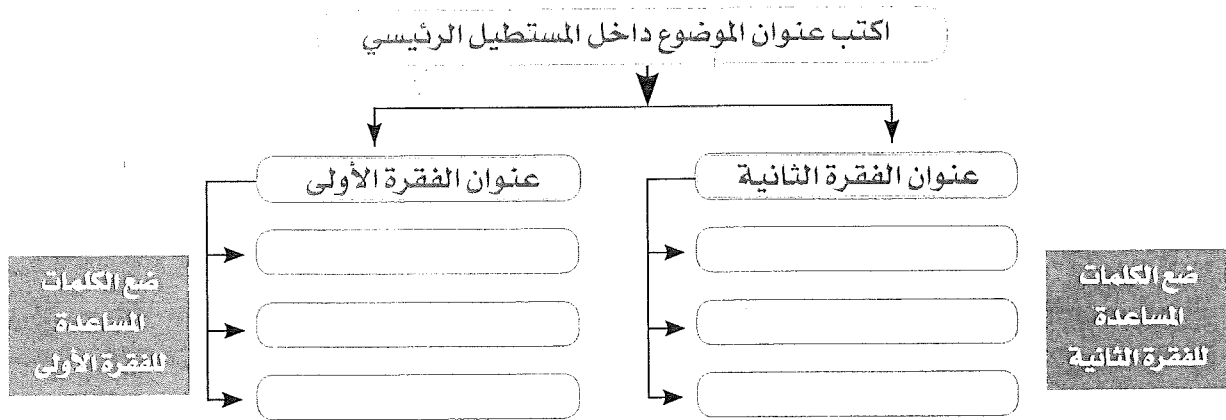 اكتب عنوان الموضوع داخل المستطيل الرئيسي
عنوان الفقرة الثانية
عنوان الفقرة الأولى
ضع الكلمات
المساعدة
للفقرة الثانية
ضع الكلمات
المساعدة
للفقرة الأولى